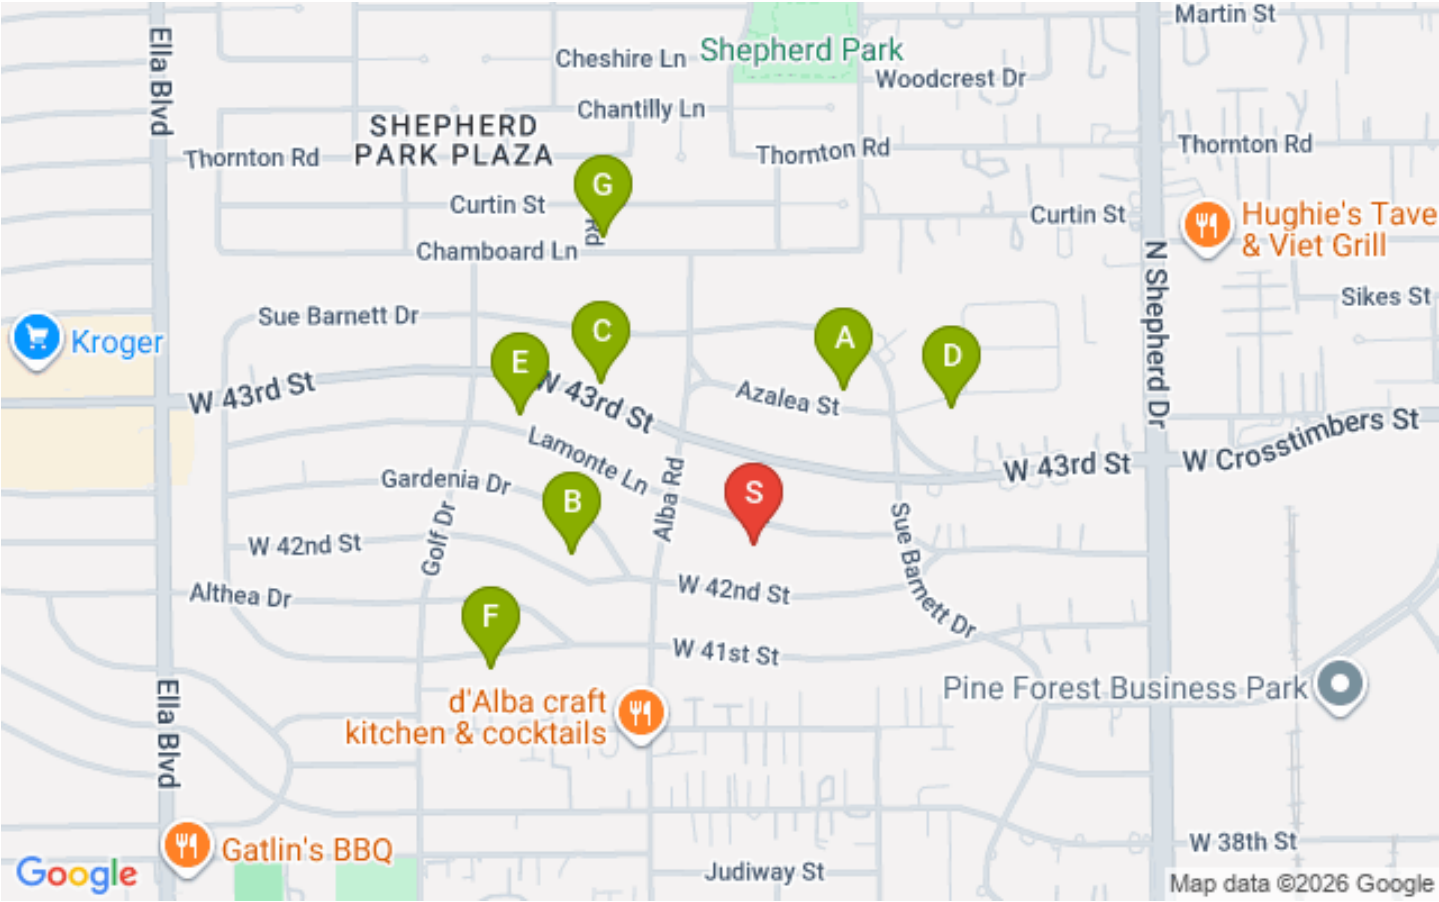 Martin St
Ella Blvd
Cheshire Ln
Shepherd Park
Woodcrest Dr
Chantilly Ln
SHEPHERD
PARK PLAZA
Thornton Rd
Thornton Rd
Thornton Rd
G
Curtin St
Rd
Curtin St
Hughie's Tave
& Viet Grill
Chamboard Ln
N Shepherd Dr
Sikes St
Sue Barnett Dr
Kroger
C
A
D
E
W 43rd St
W 43rd St
Azalea St
W Crosstimbers St
Lamonte Ln
W 43rd St
Gardenia Dr
Alba Rd
S
B
Golf Dr
W 42nd St
Sue Barnett Dr
W 42nd St
Althea Dr
F
W 41st St
Ella Blvd
Pine Forest Business Park
d'Alba craft
kitchen & cocktails
W 38th St
Gatlin's BBQ
Judiway St
Google
Map data ©2026 Google